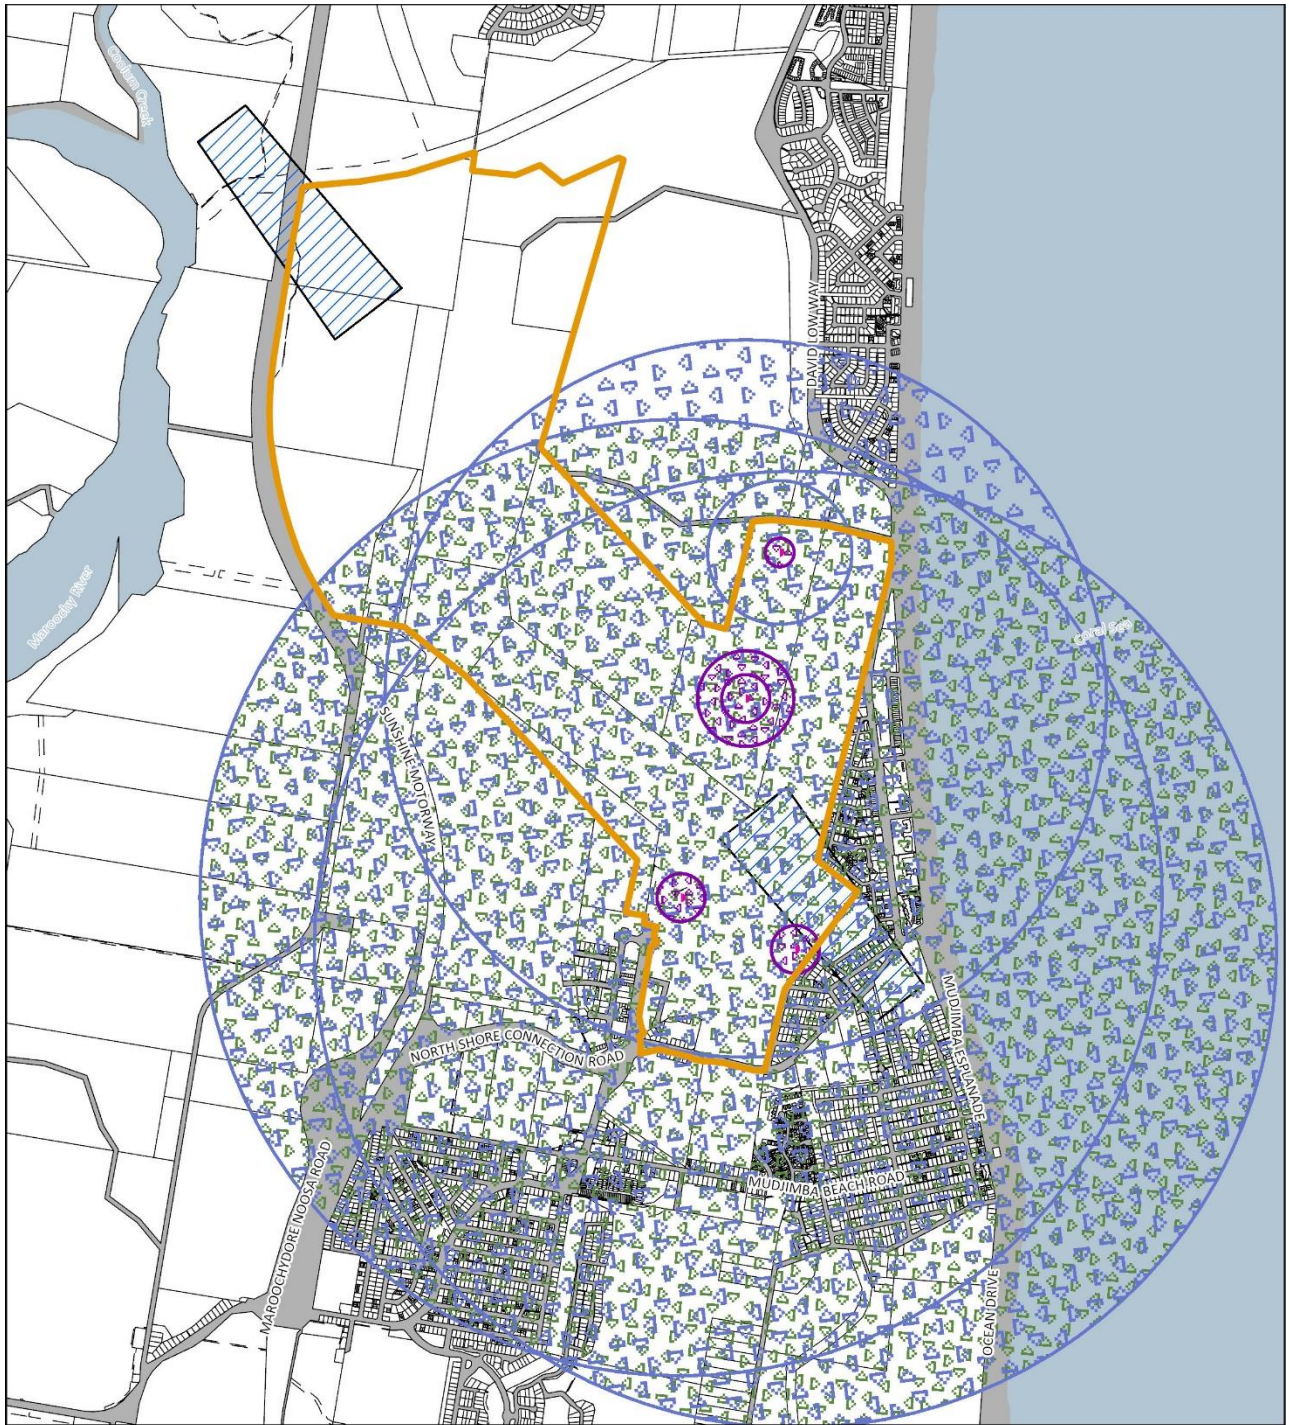 Coolum Creek
DAVID LOW WAY
Maroochy River
Coral Sea
SUNSHINE MOTORWAY
NORTH SHORE CONNECTION ROAD
MUDJIMBA ESPLANADE
MUDJIMBA BEACH ROAD
MAROOCHYDORE NOOSA ROAD
OCEAN DRIVE